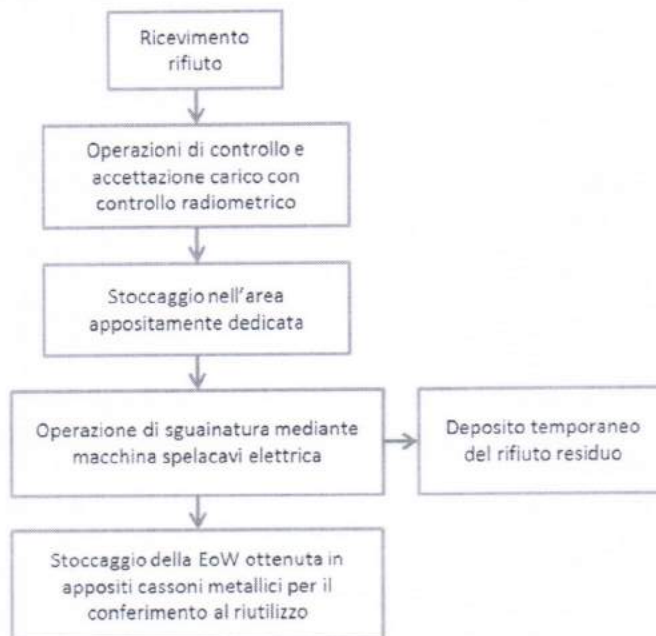 Ricevimento
rifiuto
Operazioni di controllo e
accettazione carico con
controllo radiometrico
Stoccaggio nell'area
appositamente dedicata
Operazione di sguainatura mediante
macchina spelacavi elettrica
Deposito temporaneo
del rifiuto residuo
Stoccaggio della EoW ottenuta in
appositi cassoni metallici per il
conferimento al riutilizzo